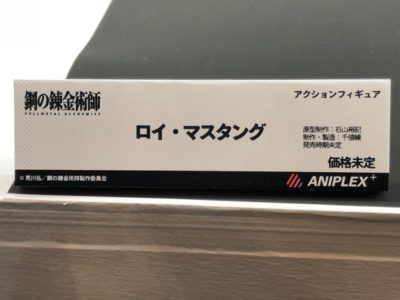 鋼の錬金術師
FULLMETAL ALCHEMIST
アクションフィギュア
ロイ・マスタング
原型制作：石山裕記
制作・製造：千値練
発売時期未定
価格未定
© 荒川弘／鋼の錬金術師製作委員会
ANIPLEX+